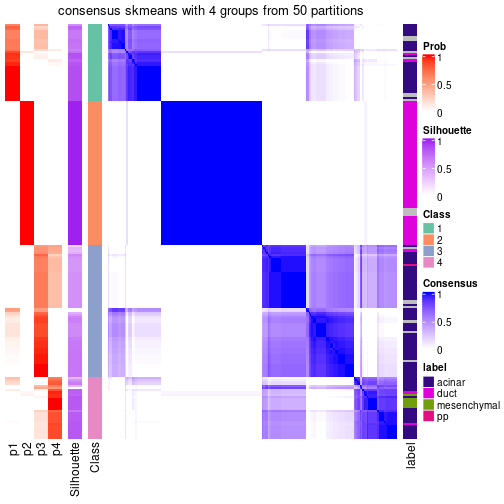 consensus skmeans with 4 groups from 50 partitions
Prob
1
0.5
0
Silhouette
1
0.5
0
Class
1
2
3
4
Consensus
1
0.5
0
label
acinar
duct
mesenchymal
pp
p1
p2
p3
p4
Silhouette
Class
label